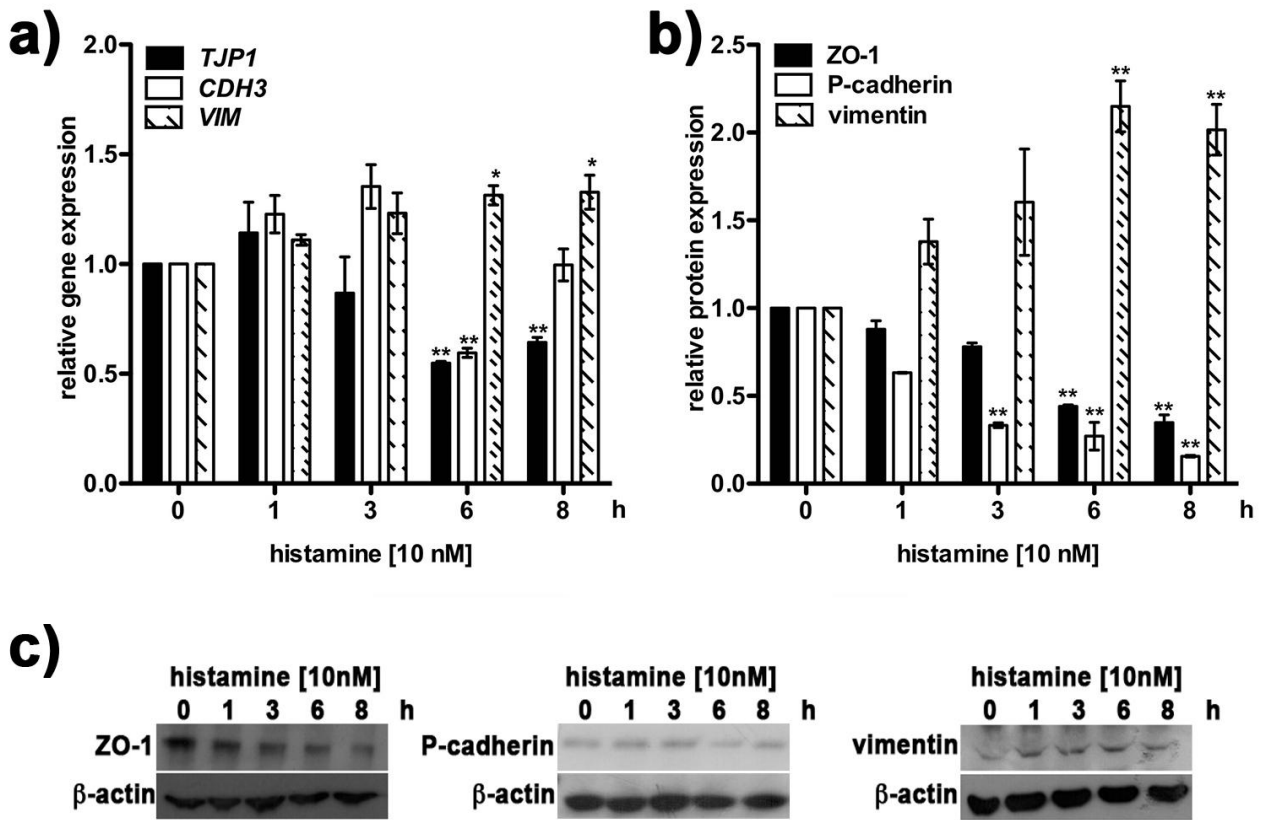 a)
2.0
1.5
1.0
0.5
0.0
relative gene expression
TJP1
CDH3
VIM
** **
*
**
*
0 1 3 6 8 h
histamine [10 nM]
b)
2.5
2.0
1.5
1.0
0.5
0.0
relative protein expression
ZO-1
P-cadherin
vimentin
**
** **
**
** **
**
0 1 3 6 8 h
histamine [10 nM]
c)
histamine [10nM]
0 1 3 6 8 h
ZO-1
β-actin
histamine [10nM]
0 1 3 6 8 h
P-cadherin
β-actin
histamine [10nM]
0 1 3 6 8 h
vimentin
β-actin